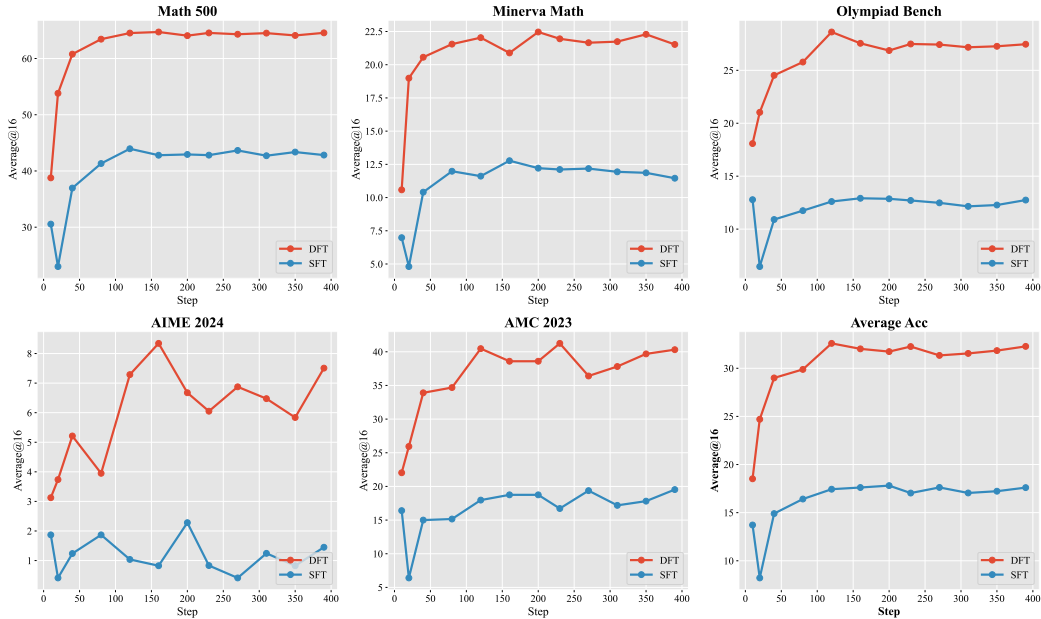 Math 500
Average@16
60
50
40
30
0 50 100 150 200 250 300 350 400
Step
DFT
SFT
Minerva Math
Average@16
22.5
20.0
17.5
15.0
12.5
10.0
7.5
5.0
0 50 100 150 200 250 300 350 400
Step
DFT
SFT
Olympiad Bench
Average@16
25
20
15
10
0 50 100 150 200 250 300 350 400
Step
DFT
SFT
AIME 2024
Average@16
8
7
6
5
4
3
2
1
0 50 100 150 200 250 300 350 400
Step
DFT
SFT
AMC 2023
Average@16
40
35
30
25
20
15
10
5
0 50 100 150 200 250 300 350 400
Step
DFT
SFT
Average Acc
Average@16
30
25
20
15
10
0 50 100 150 200 250 300 350 400
Step
DFT
SFT